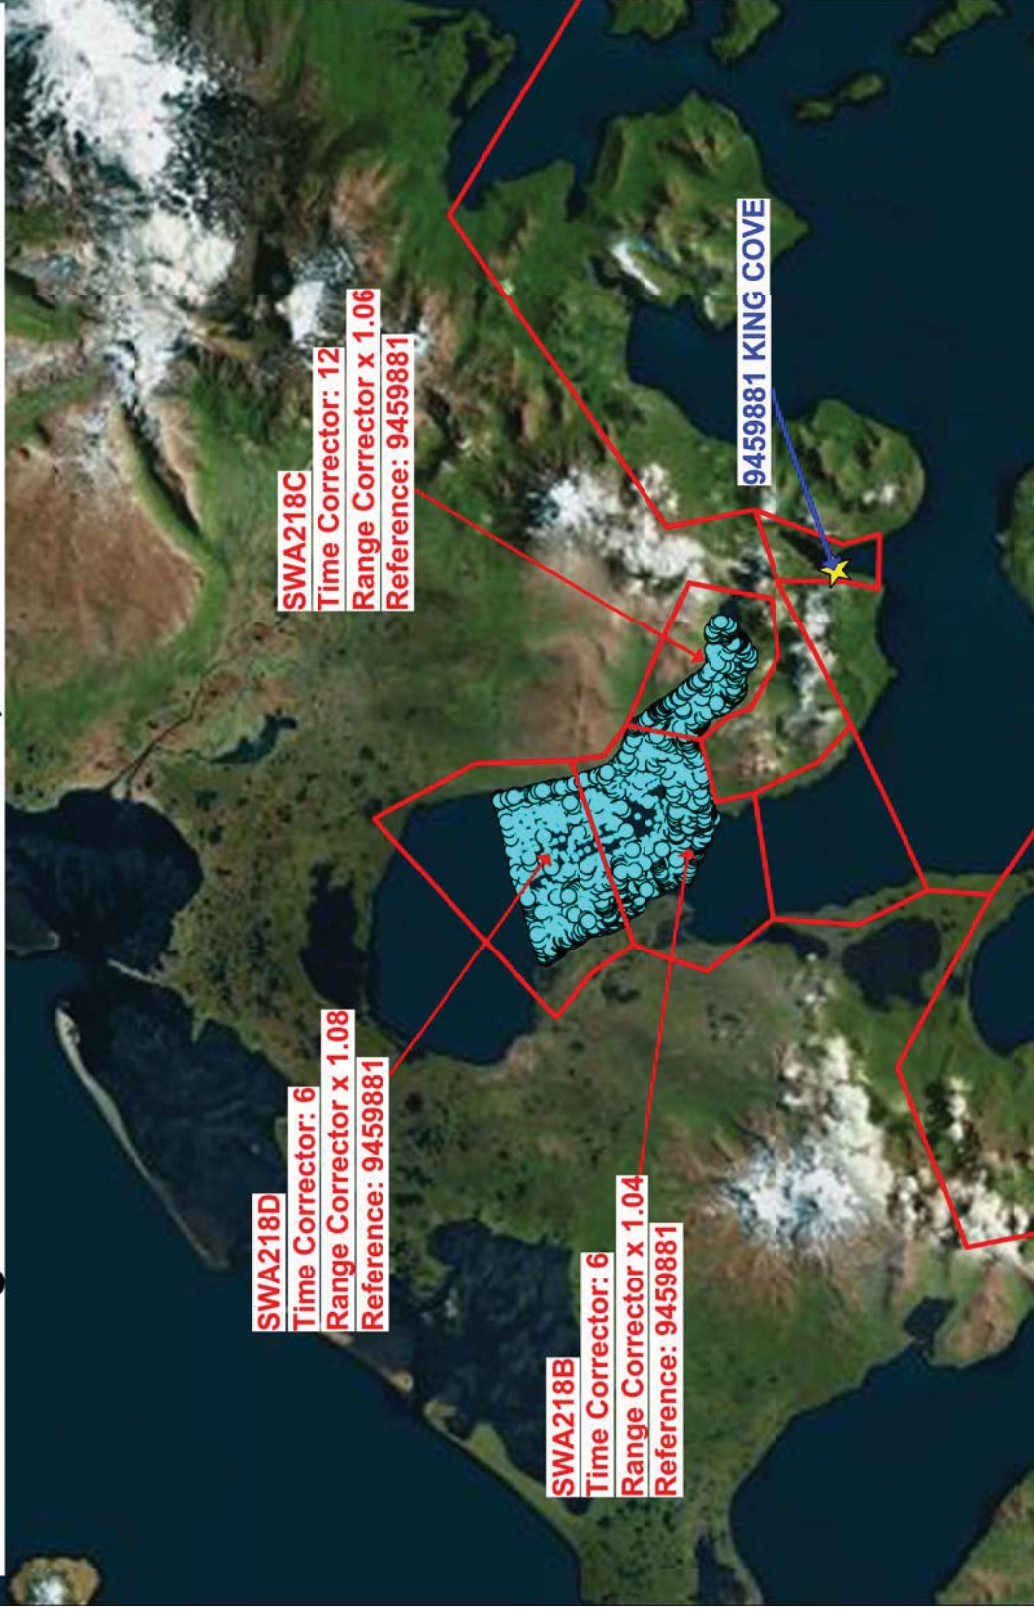 SWA218C
Time Corrector: 12
Range Corrector x 1.06
Reference: 9459881
9459881 KING COVE
SWA218D
Time Corrector: 6
Range Corrector x 1.08
Reference: 9459881
SWA218B
Time Corrector: 6
Range Corrector x 1.04
Reference: 9459881